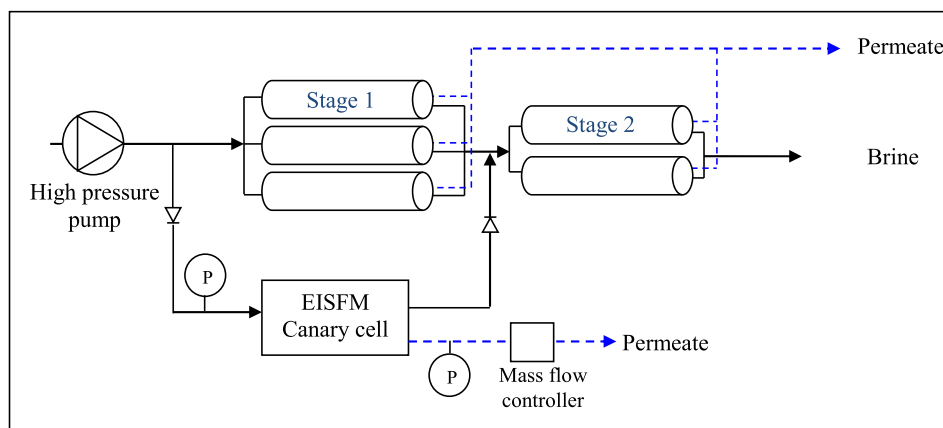 Permeate
Stage 1
Stage 2
Brine
High pressure
pump
P
EISFM
Canary cell
Permeate
P
Mass flow
controller